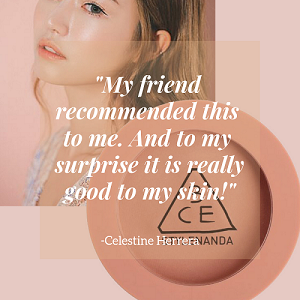 "My friend
recommended this
to me. And to my
surprise it is really
good to my skin!"
-Celestine Herrera
CE
NANDA